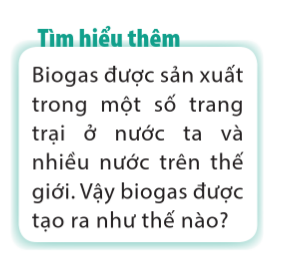 Tìm hiểu thêm
Biogas được sản xuất
trong một số trang
trại ở nước ta và
nhiều nước trên thế
giới. Vậy biogas được
tạo ra như thế nào?